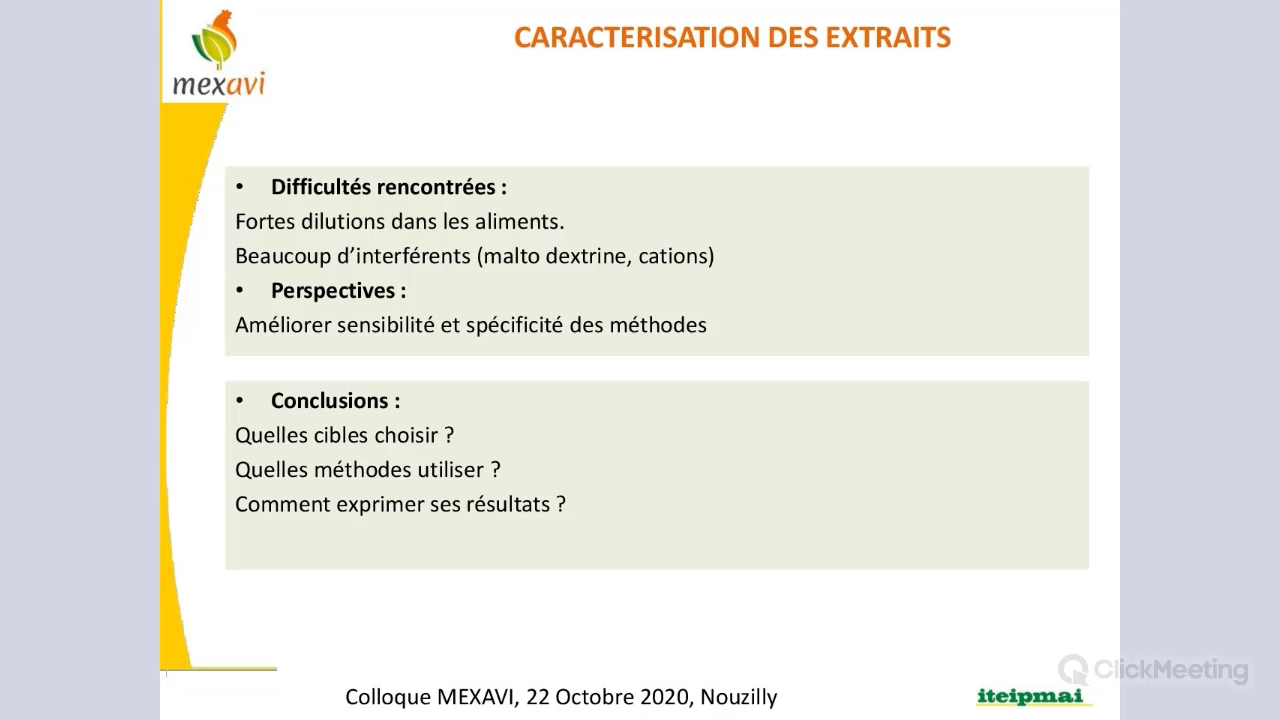 CARACTERISATION DES EXTRAITS
mexavi
• Difficultés rencontrées :
Fortes dilutions dans les aliments.
Beaucoup d’interférents (malto dextrine, cations)
• Perspectives :
Améliorer sensibilité et spécificité des méthodes
• Conclusions :
Quelles cibles choisir ?
Quelles méthodes utiliser ?
Comment exprimer ses résultats ?
ClickMeeting
Colloque MEXAVI, 22 Octobre 2020, Nouzilly
iteipmai